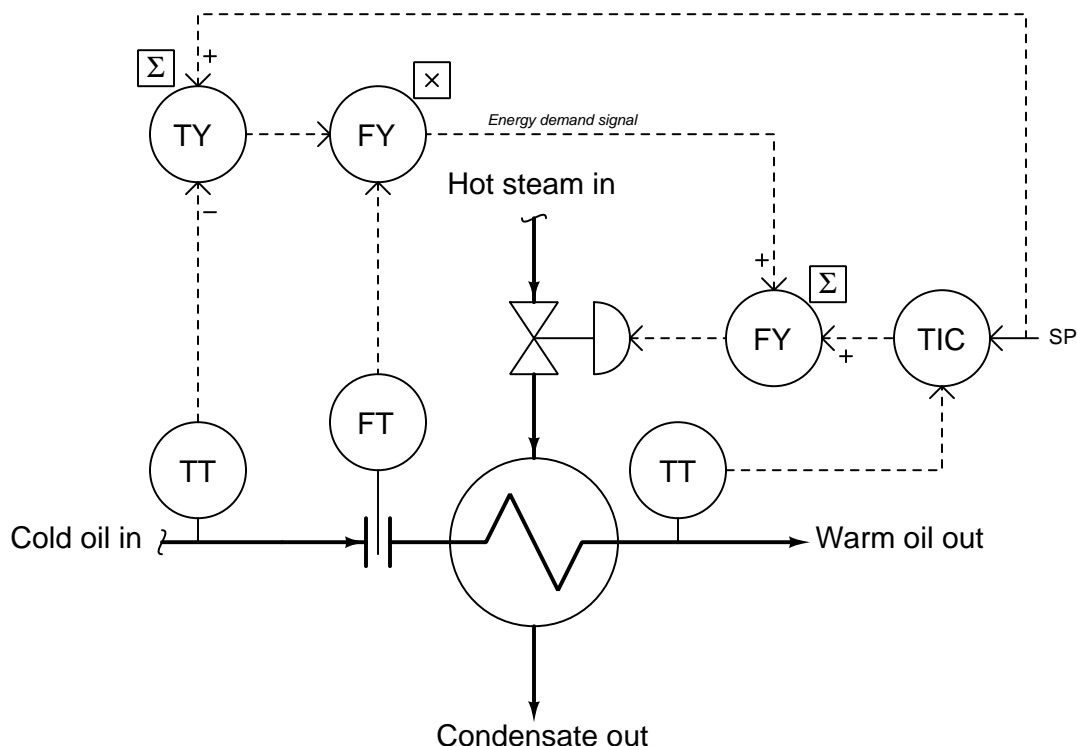 +
Σ
×
TY
FY
Energy demand signal
−
Hot steam in
+
Σ
FY
+
TIC
SP
FT
TT
TT
Cold oil in
Warm oil out
Condensate out